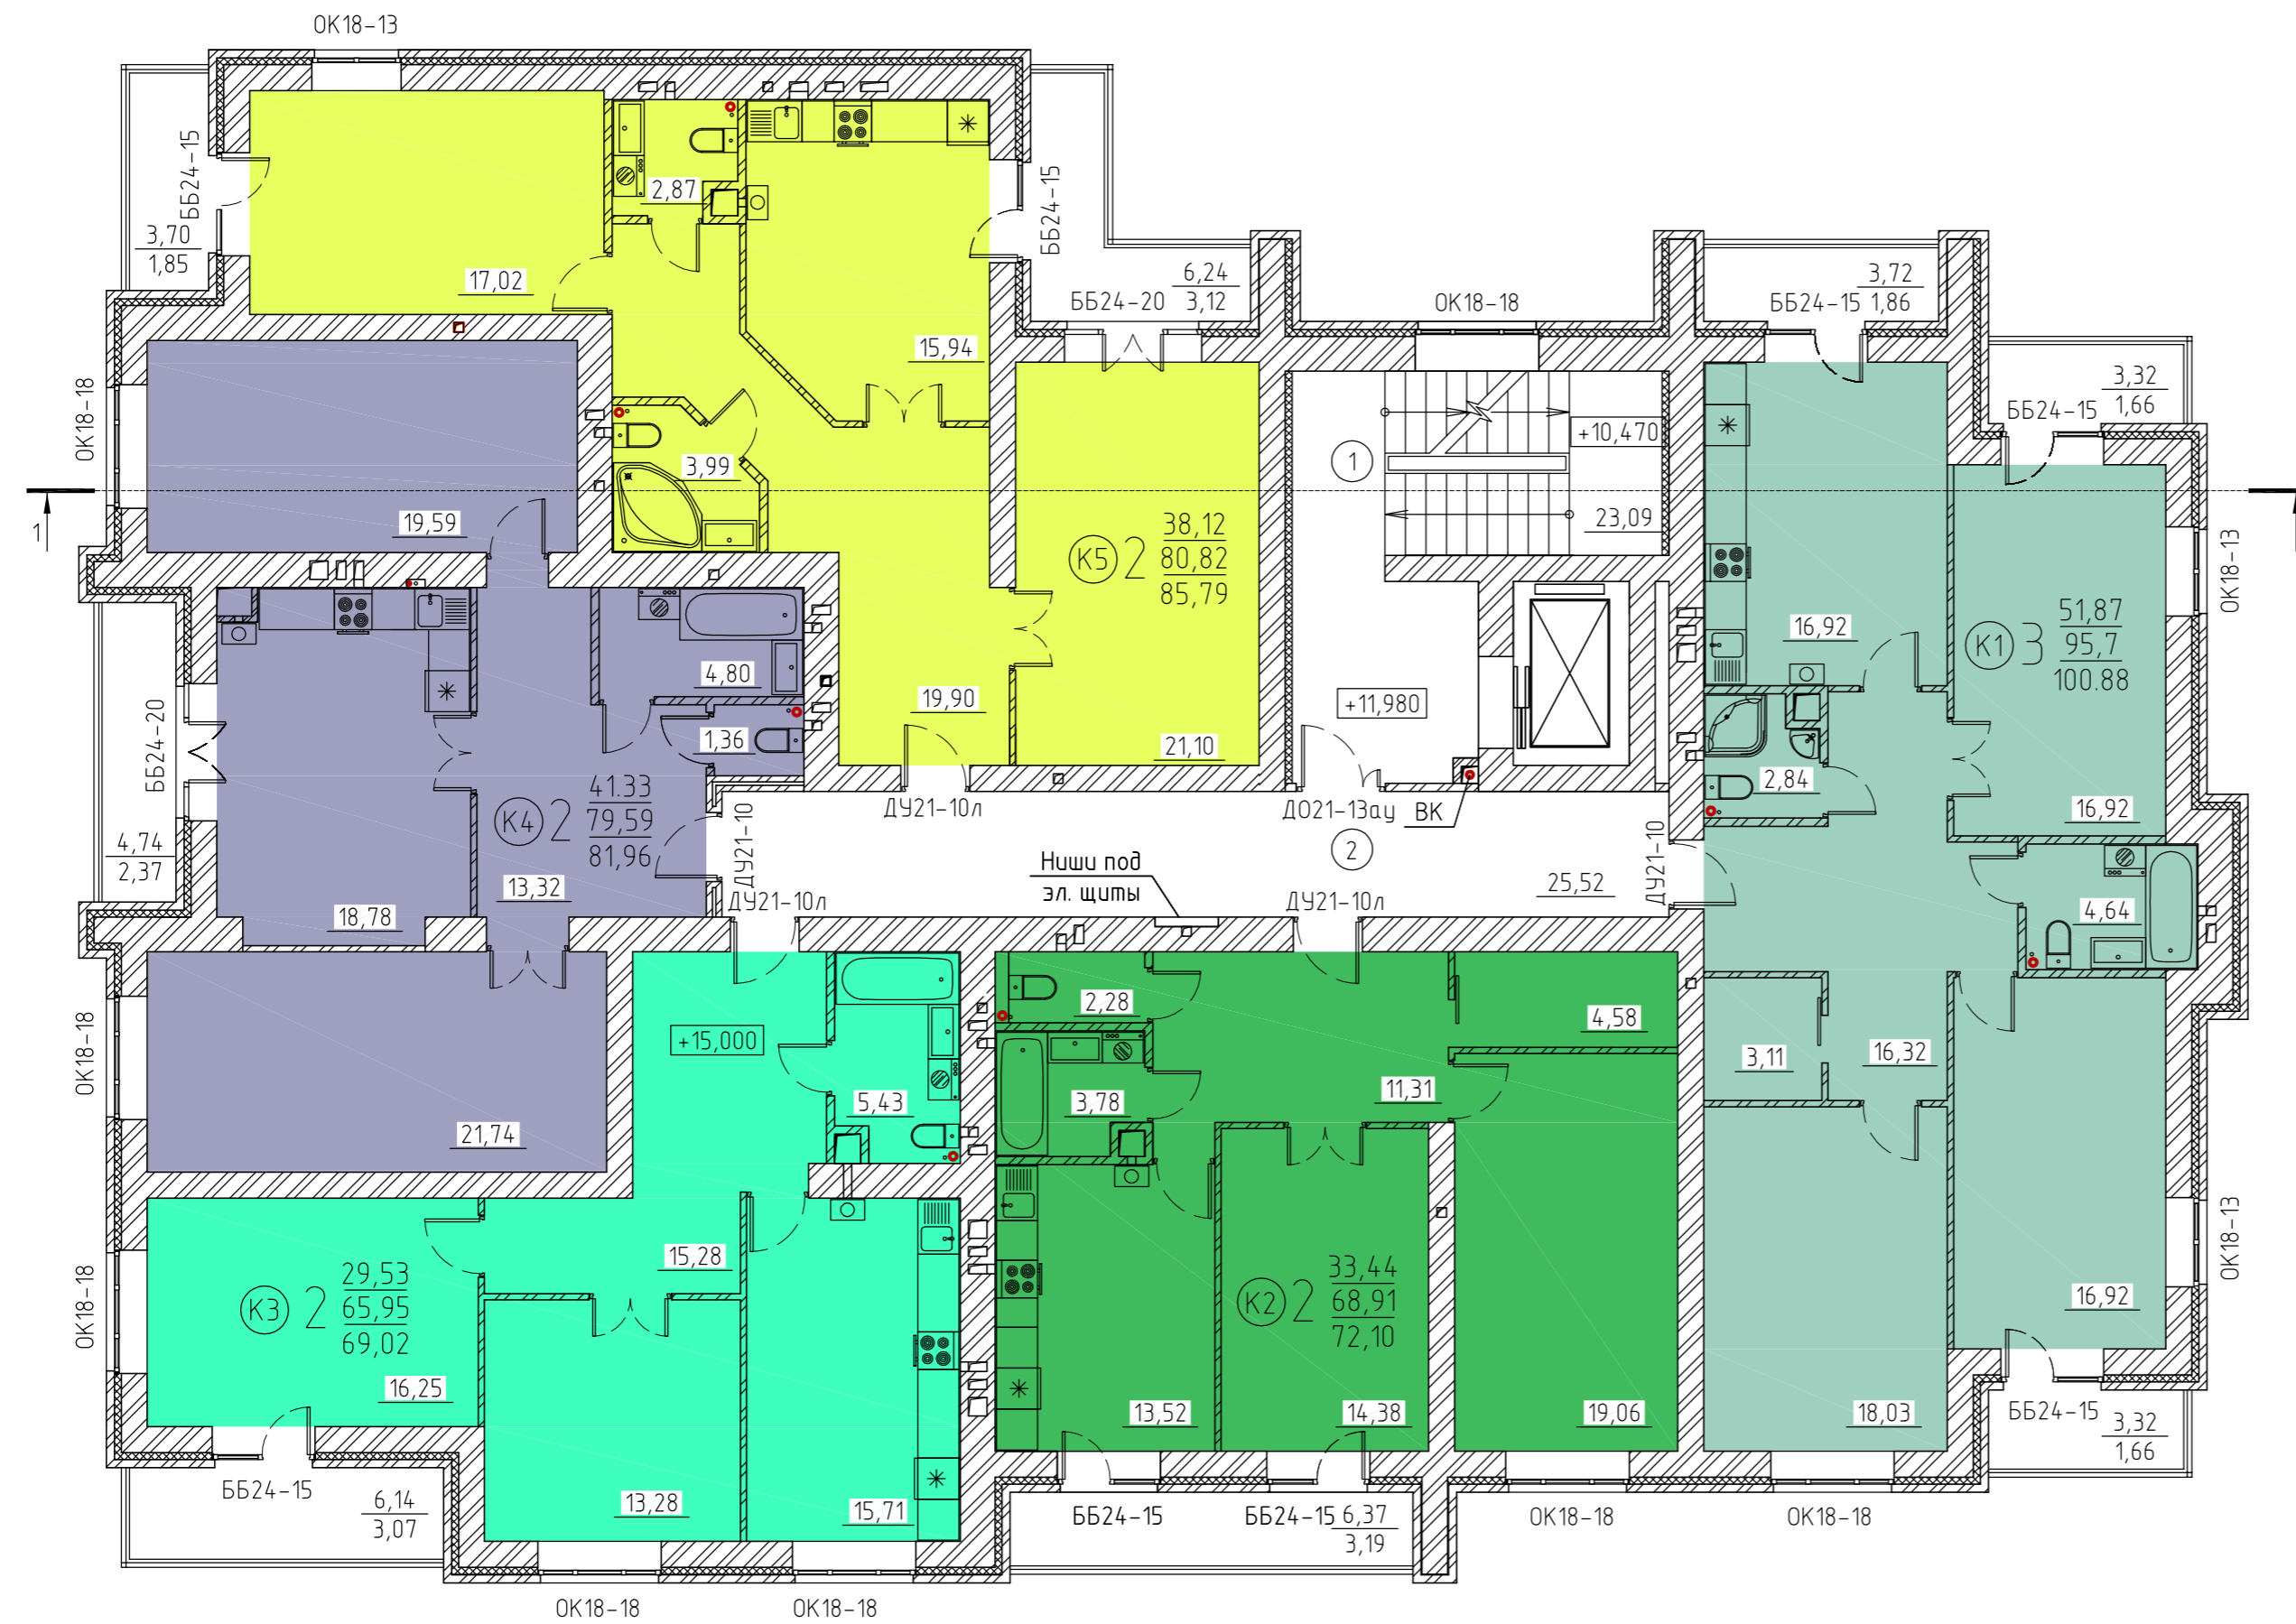 ОК18-13
ББ24-15
3,70
1,85
2,87
17,02
15,94
ББ24-15
6,24
3,12
ББ24-20
ОК18-18
3,72
1,86
ББ24-15
3,32
1,66
ББ24-15
ОК18-18
1
19,59
3,99
К5 2
38,12
80,82
85,79
1
+10,470
23,09
16,92
К1 3
51,87
95,7
100.88
ОК18-13
ББ24-20
4,74
2,37
4,80
1,36
19,90
21,10
+11,980
2,84
16,92
К4 2
41.33
79,59
81,96
13,32
18,78
ДУ21-10
ДУ21-10л
ДО21-13ау
ВК
2
Ниши под
эл. щиты
ДУ21-10л
ДУ21-10л
25,52
ДУ21-10
4,64
ОК18-18
21,74
+15,000
5,43
2,28
3,78
11,31
4,58
3,11
16,32
ОК18-18
К3 2
29,53
65,95
69,02
16,25
15,28
13,28
15,71
К2 2
33,44
68,91
72,10
13,52
14,38
19,06
18,03
16,92
ОК18-13
ББ24-15
3,32
1,66
ББ24-15
6,14
3,07
ББ24-15
ББ24-15
6,37
3,19
ОК18-18
ОК18-18
ОК18-18
ОК18-18